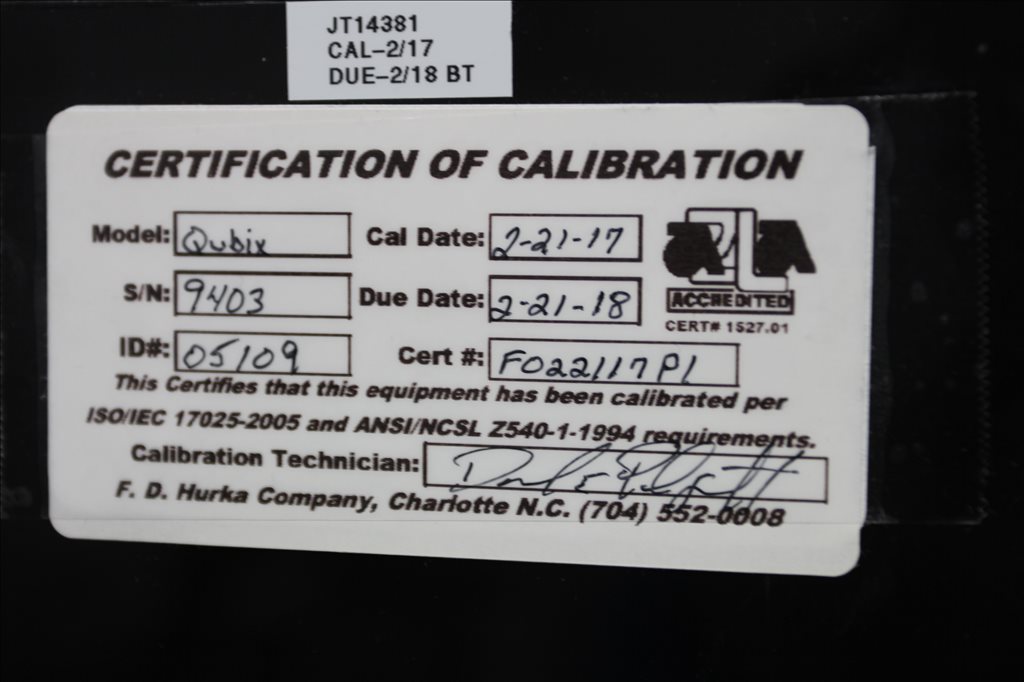 JT14381
CAL-2/17
DUE-2/18 BT
CERTIFICATION OF CALIBRATION
Model: Qubix Cal Date: 2-21-17
S/N: 9403 Due Date: 2-21-18
ACCREDITED
CERT# 1527.01
ID#: 05109 Cert #: F022117P1
This Certifies that this equipment has been calibrated per
ISO/IEC 17025-2005 and ANSI/NCSL Z540-1-1994 requirements.
Calibration Technician:
F. D. Hurka Company, Charlotte N.C. (704) 552-0008